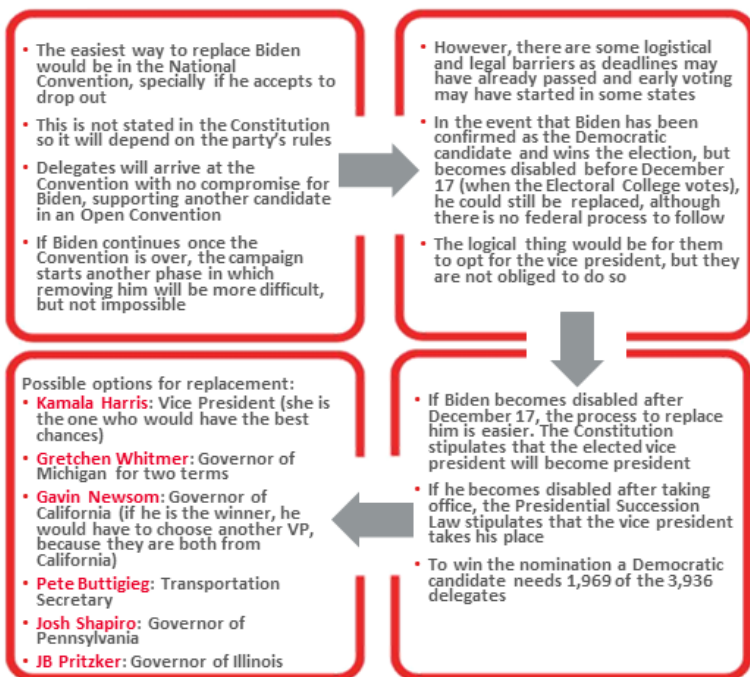 • The easiest way to replace Biden
would be in the National
Convention, specially if he accepts to
drop out
• This is not stated in the Constitution
so it will depend on the party's rules
• Delegates will arrive at the
Convention with no compromise for
Biden, supporting another candidate
in an Open Convention
• If Biden continues once the
Convention is over, the campaign
starts another phase in which
removing him will be more difficult,
but not impossible
• However, there are some logistical
and legal barriers as deadlines may
have already passed and early voting
may have started in some states
• In the event that Biden has been
confirmed as the Democratic
candidate and wins the election, but
becomes disabled before December
17 (when the Electoral College votes),
he could still be replaced, although
there is no federal process to follow
• The logical thing would be for them
to opt for the vice president, but they
are not obliged to do so
• If Biden becomes disabled after
December 17, the process to replace
him is easier. The Constitution
stipulates that the elected vice
president will become president
• If he becomes disabled after taking
office, the Presidential Succession
Law stipulates that the vice president
takes his place
• To win the nomination a Democratic
candidate needs 1,969 of the 3,936
delegates
Possible options for replacement:
• Kamala Harris: Vice President (she is
the one who would have the best
chances)
• Gretchen Whitmer: Governor of
Michigan for two terms
• Gavin Newsom: Governor of
California (if he is the winner, he
would have to choose another VP,
because they are both from
California)
• Pete Buttigieg: Transportation
Secretary
• Josh Shapiro: Governor of
Pennsylvania
• JB Pritzker: Governor of Illinois